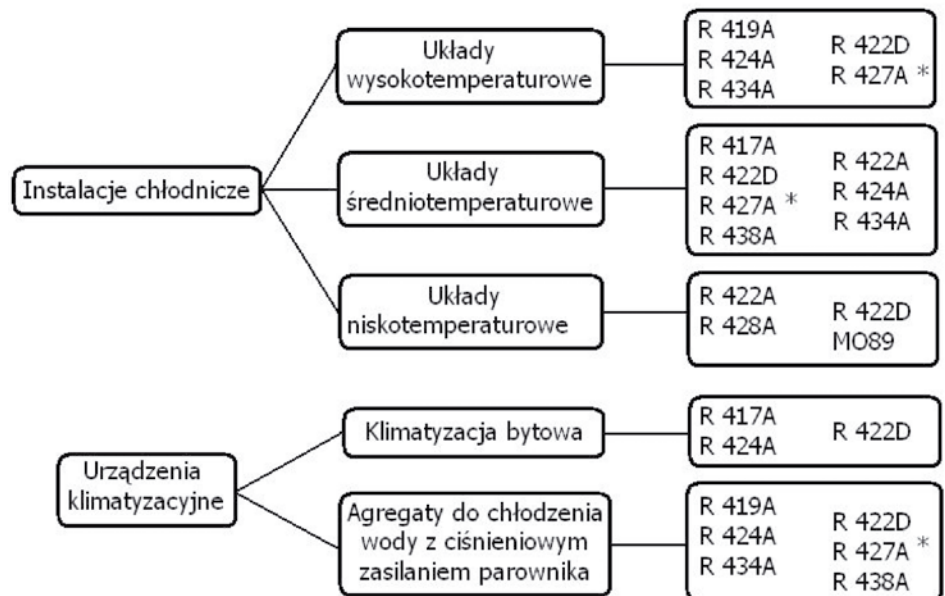 Instalacje chłodnicze
Układy
wysokotemperaturowe
R 419A
R 424A
R 434A
R 422D
R 427A *
Układy
średniotemperaturowe
R 417A
R 422D
R 427A *
R 438A
R 422A
R 424A
R 434A
Układy
niskotemperaturowe
R 422A
R 428A
R 422D
MO89
Urządzenia
klimatyzacyjne
Klimatyzacja bytowa
R 417A
R 424A
R 422D
Agregaty do chłodzenia
wody z ciśnieniowym
zasilaniem parownika
R 419A
R 424A
R 434A
R 422D
R 427A *
R 438A